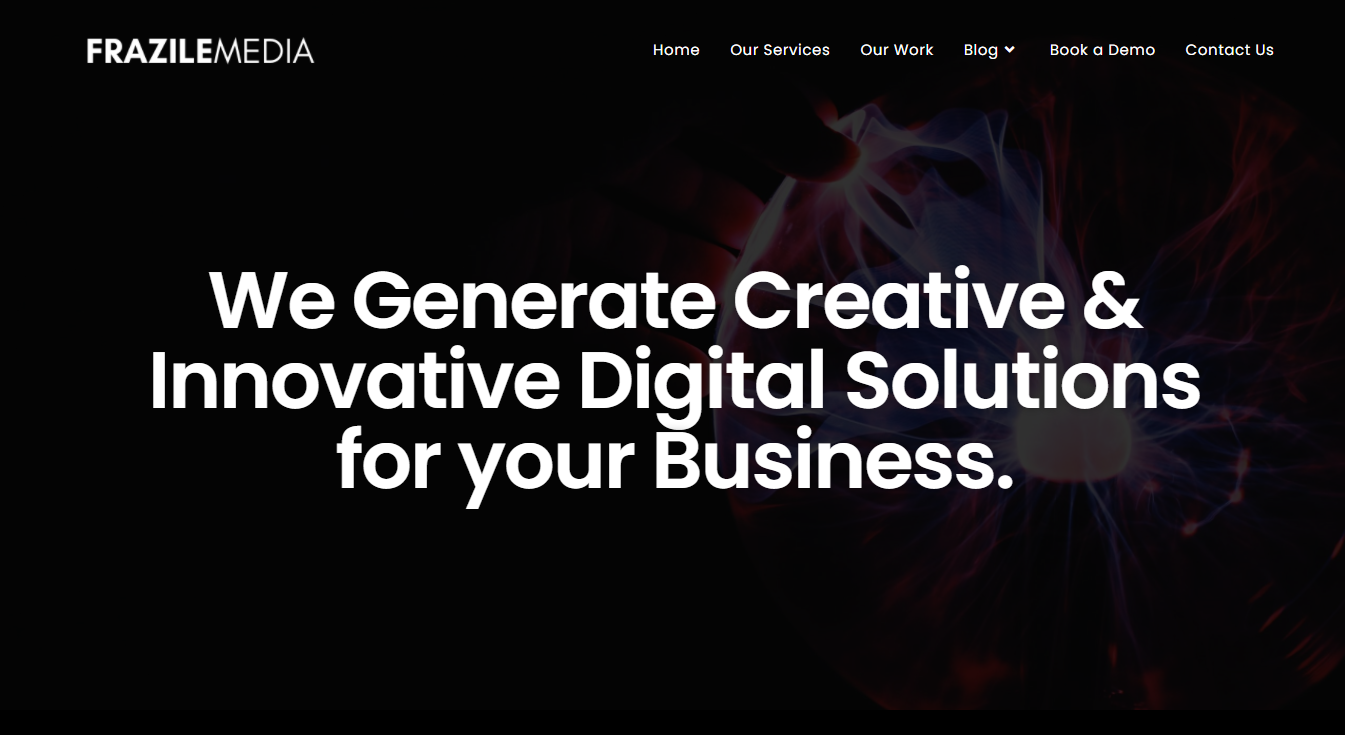 FRAZILEMEDIA
Home Our Services Our Work Blog Book a Demo Contact Us
We Generate Creative &
Innovative Digital Solutions
for your Business.